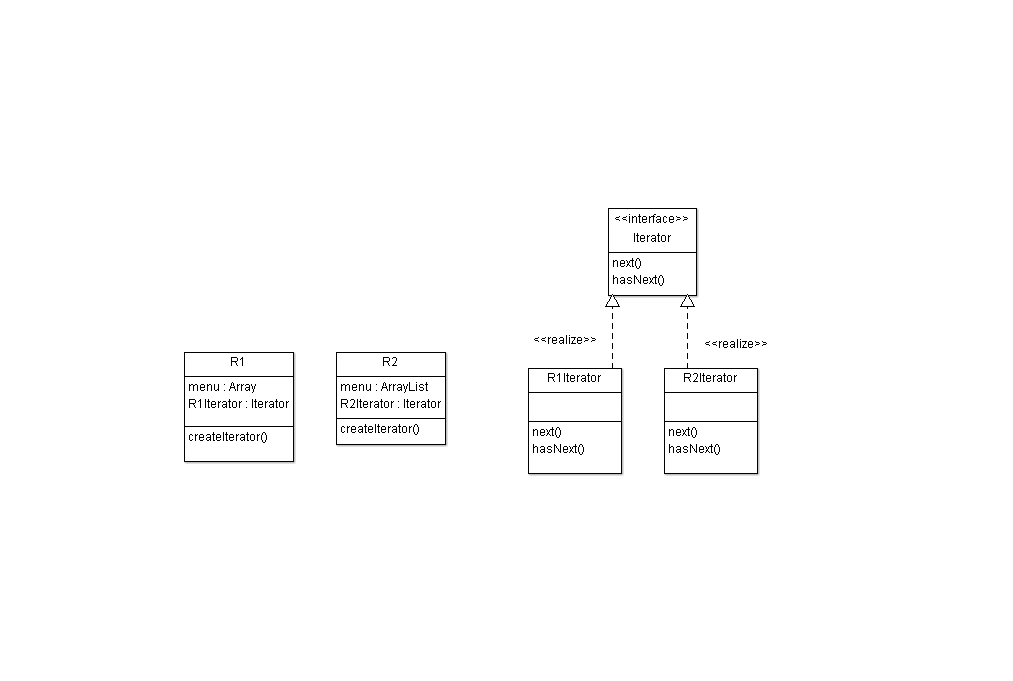 <<interface>>
Iterator
next()
hasNext()
<<realize>>
<<realize>>
R1
menu : Array
R1Iterator : Iterator
createIterator()
R2
menu : ArrayList
R2Iterator : Iterator
createIterator()
R1Iterator
next()
hasNext()
R2Iterator
next()
hasNext()